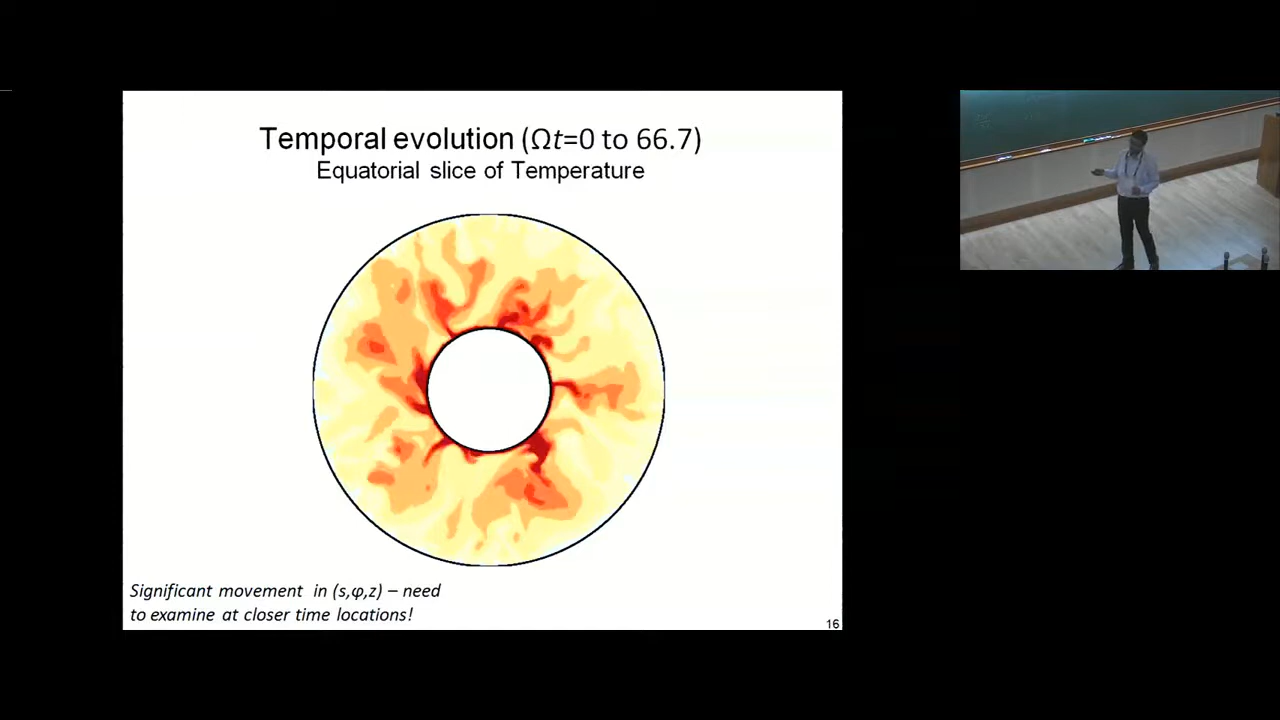 Temporal evolution (Ωt=0 to 66.7)
Equatorial slice of Temperature
Significant movement in (s,φ,z) – need
to examine at closer time locations!
16